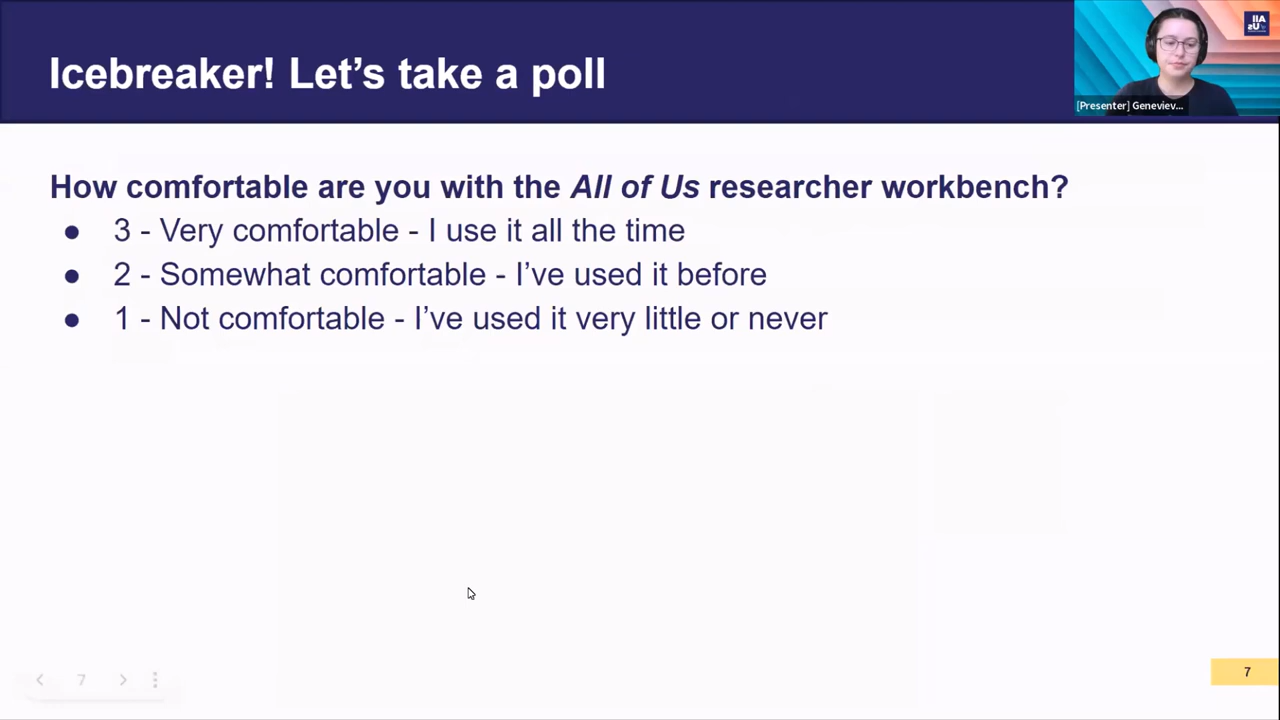 Icebreaker! Let's take a poll
[Presenter] Geneviev...
How comfortable are you with the All of Us researcher workbench?
● 3 - Very comfortable - I use it all the time
● 2 - Somewhat comfortable - I've used it before
● 1 - Not comfortable - I've used it very little or never
7
7